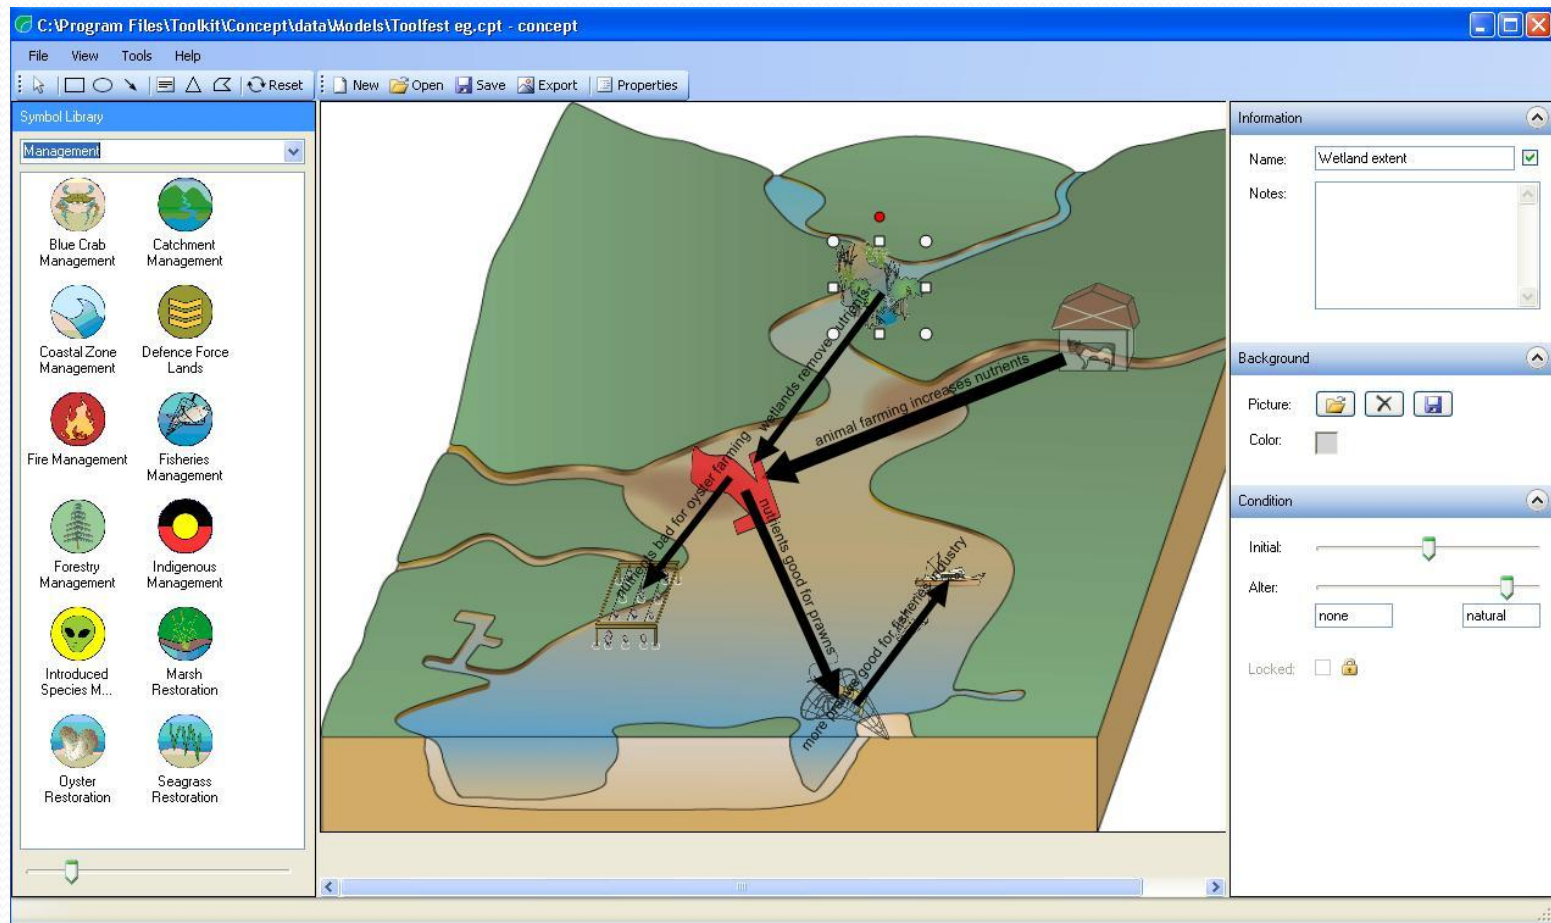 C:\Program Files\Toolkit\Concept\data\Models\Toolfest eg.cpt - concept
File View Tools Help
Reset New Open Save Export Properties
Symbol Library
Management
Blue Crab
Management
Catchment
Management
Coastal Zone
Management
Defence Force
Lands
Fire Management
Fisheries
Management
Forestry
Management
Indigenous
Management
Introduced
Species M...
Marsh
Restoration
Oyster
Restoration
Seagrass
Restoration
wetlands remove nutrients
animal farming increases nutrients
nutrients bad for oyster farming
nutrients good for prawns
more prawns good for fisheries industry
Information
Name: Wetland extent
Notes:
Background
Picture:
Color:
Condition
Initial:
Alter:
none natural
Locked: